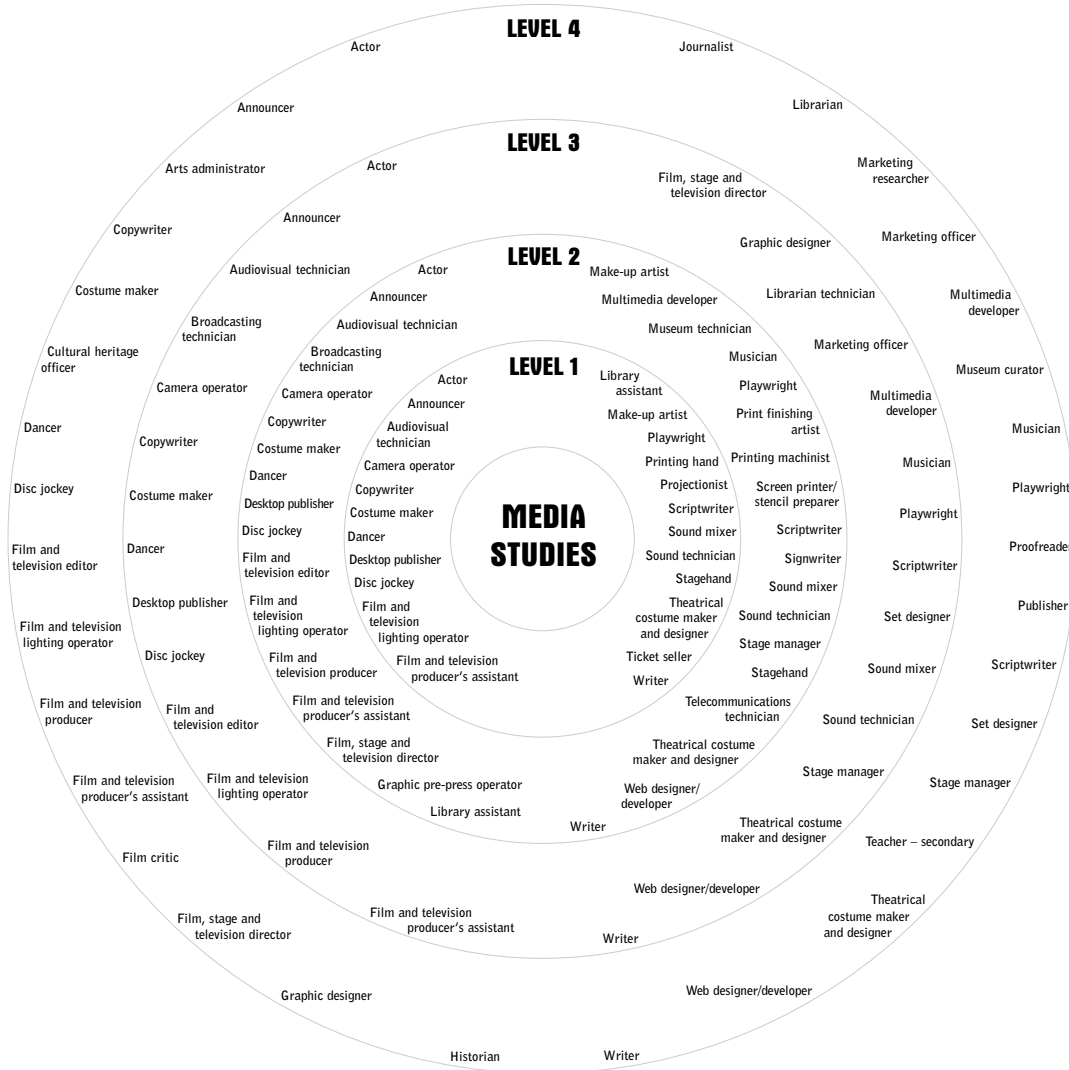 LEVEL 4
Actor
Announcer
Arts administrator
Copywriter
Costume maker
Cultural heritage
officer
Dancer
Disc jockey
Film and
television editor
Film and television
lighting operator
Film and television
producer
Film and television
producer's assistant
Film critic
Film, stage and
television director
Graphic designer
Historian
Journalist
Librarian
Marketing
researcher
Marketing officer
Multimedia
developer
Museum curator
Musician
Playwright
Proofreade
Publisher
Scriptwriter
Set designer
Stage manager
Teacher – secondary
Theatrical
costume maker
and designer
Web designer/developer
Writer
LEVEL 3
Actor
Announcer
Audiovisual technician
Broadcasting
technician
Camera operator
Copywriter
Costume maker
Dancer
Desktop publisher
Disc jockey
Film and
television editor
Film and television
lighting operator
Film and television
producer
Film and television
producer's assistant
Film, stage and
television director
Graphic designer
Librarian technician
Marketing officer
Multimedia
developer
Musician
Playwright
Scriptwriter
Set designer
Sound mixer
Sound technician
Stage manager
Theatrical costume
maker and designer
Web designer/developer
Writer
LEVEL 2
Actor
Announcer
Audiovisual technician
Broadcasting
technician
Camera operator
Copywriter
Costume maker
Dancer
Desktop publisher
Disc jockey
Film and
television editor
Film and
television
lighting operator
Film and
television producer
Film and television
producer's assistant
Film, stage and
television director
Graphic pre-press operator
Library assistant
Make-up artist
Multimedia developer
Museum technician
Musician
Playwright
Print finishing
artist
Printing machinist
Screen printer/
stencil preparer
Scriptwriter
Signwriter
Sound mixer
Sound technician
Stage manager
Stagehand
Telecommunications
technician
Theatrical costume
maker and designer
Web designer/
developer
Writer
LEVEL 1
Actor
Announcer
Audiovisual
technician
Camera operator
Copywriter
Costume maker
Dancer
Desktop publisher
Disc jockey
Film and
television
lighting operator
Film and television
producer's assistant
Library
assistant
Make-up artist
Playwright
Printing hand
Projectionist
Scriptwriter
Sound mixer
Sound technician
Stagehand
Theatrical
costume maker
and designer
Ticket seller
Writer
MEDIA
STUDIES